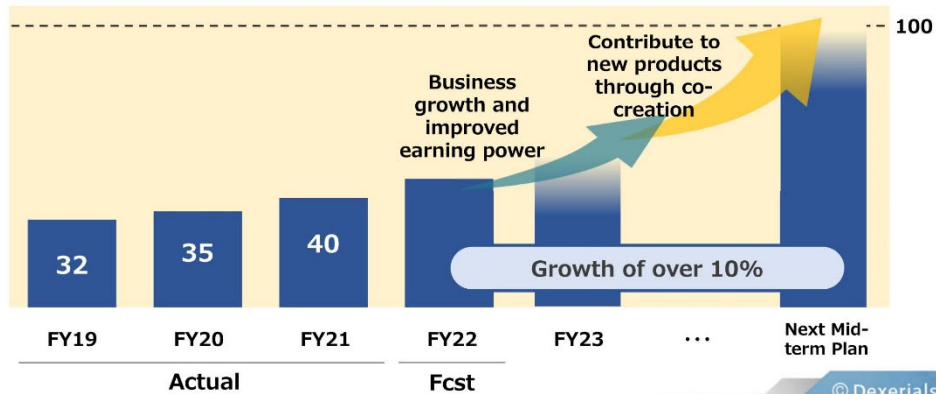 100
Contribute to
new products
through co-
creation
Business
growth and
improved
earning power
32
35
40
Growth of over 10%
FY19
FY20
FY21
FY22
FY23
...
Next Mid-
term Plan
Actual
Fcst
© Dexerials